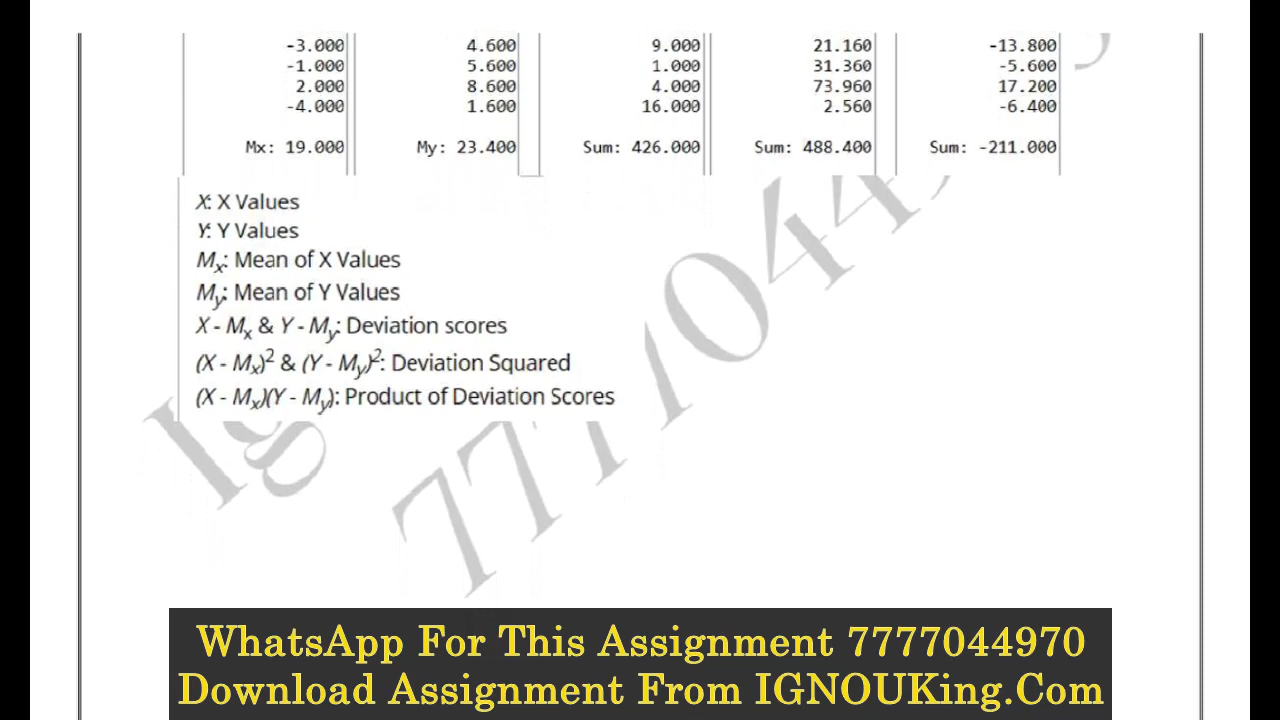 -3.000 4.600 9.000 21.160 -13.800
-1.000 5.600 1.000 31.360 -5.600
2.000 8.600 4.000 73.960 17.200
-4.000 1.600 16.000 2.560 -6.400
Mx: 19.000 My: 23.400 Sum: 426.000 Sum: 488.400 Sum: -211.000
X: X Values
Y: Y Values
Mx: Mean of X Values
My: Mean of Y Values
X - Mx & Y - My: Deviation scores
(X - Mx)² & (Y - My)²: Deviation Squared
(X - Mx)(Y - My): Product of Deviation Scores
Ig
777044
WhatsApp For This Assignment 7777044970
Download Assignment From IGNOUKing.Com